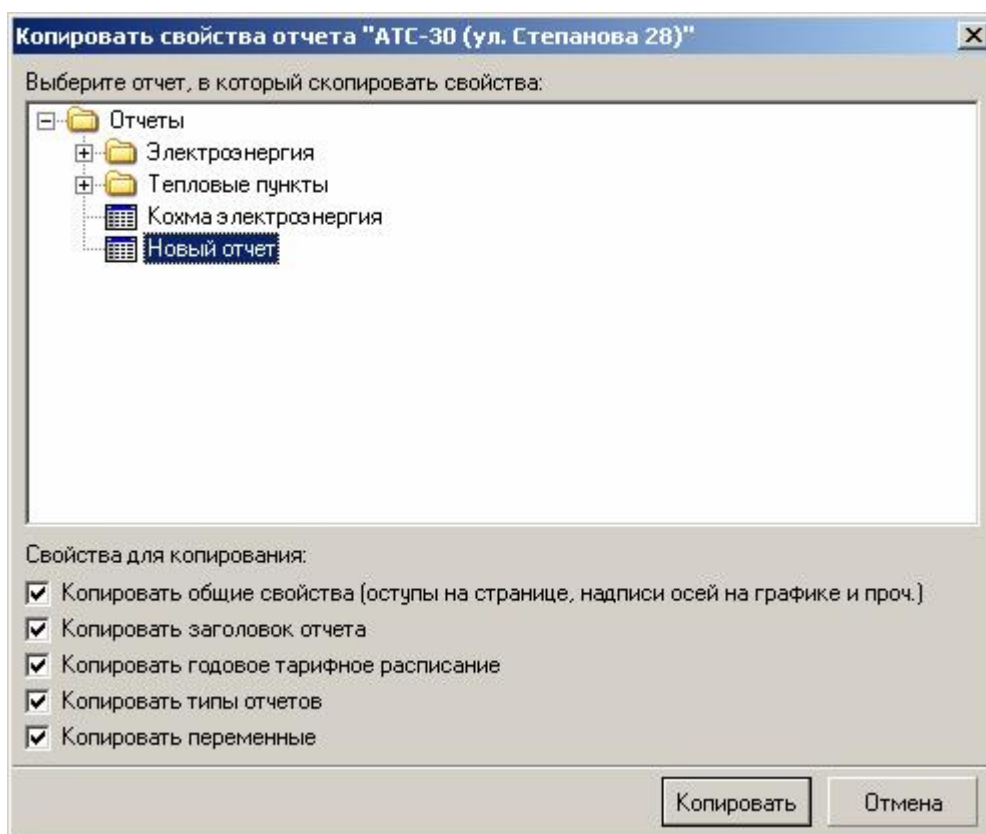 Копировать свойства отчета "АТС-30 (ул. Степанова 28)"
Выберите отчет, в который скопировать свойства:
Отчеты
Электроэнергия
Тепловые пункты
Кохма электроэнергия
Новый отчет
Свойства для копирования:
Копировать общие свойства (оступы на странице, надписи осей на графике и проч.)
Копировать заголовок отчета
Копировать годовое тарифное расписание
Копировать типы отчетов
Копировать переменные
Копировать Отмена